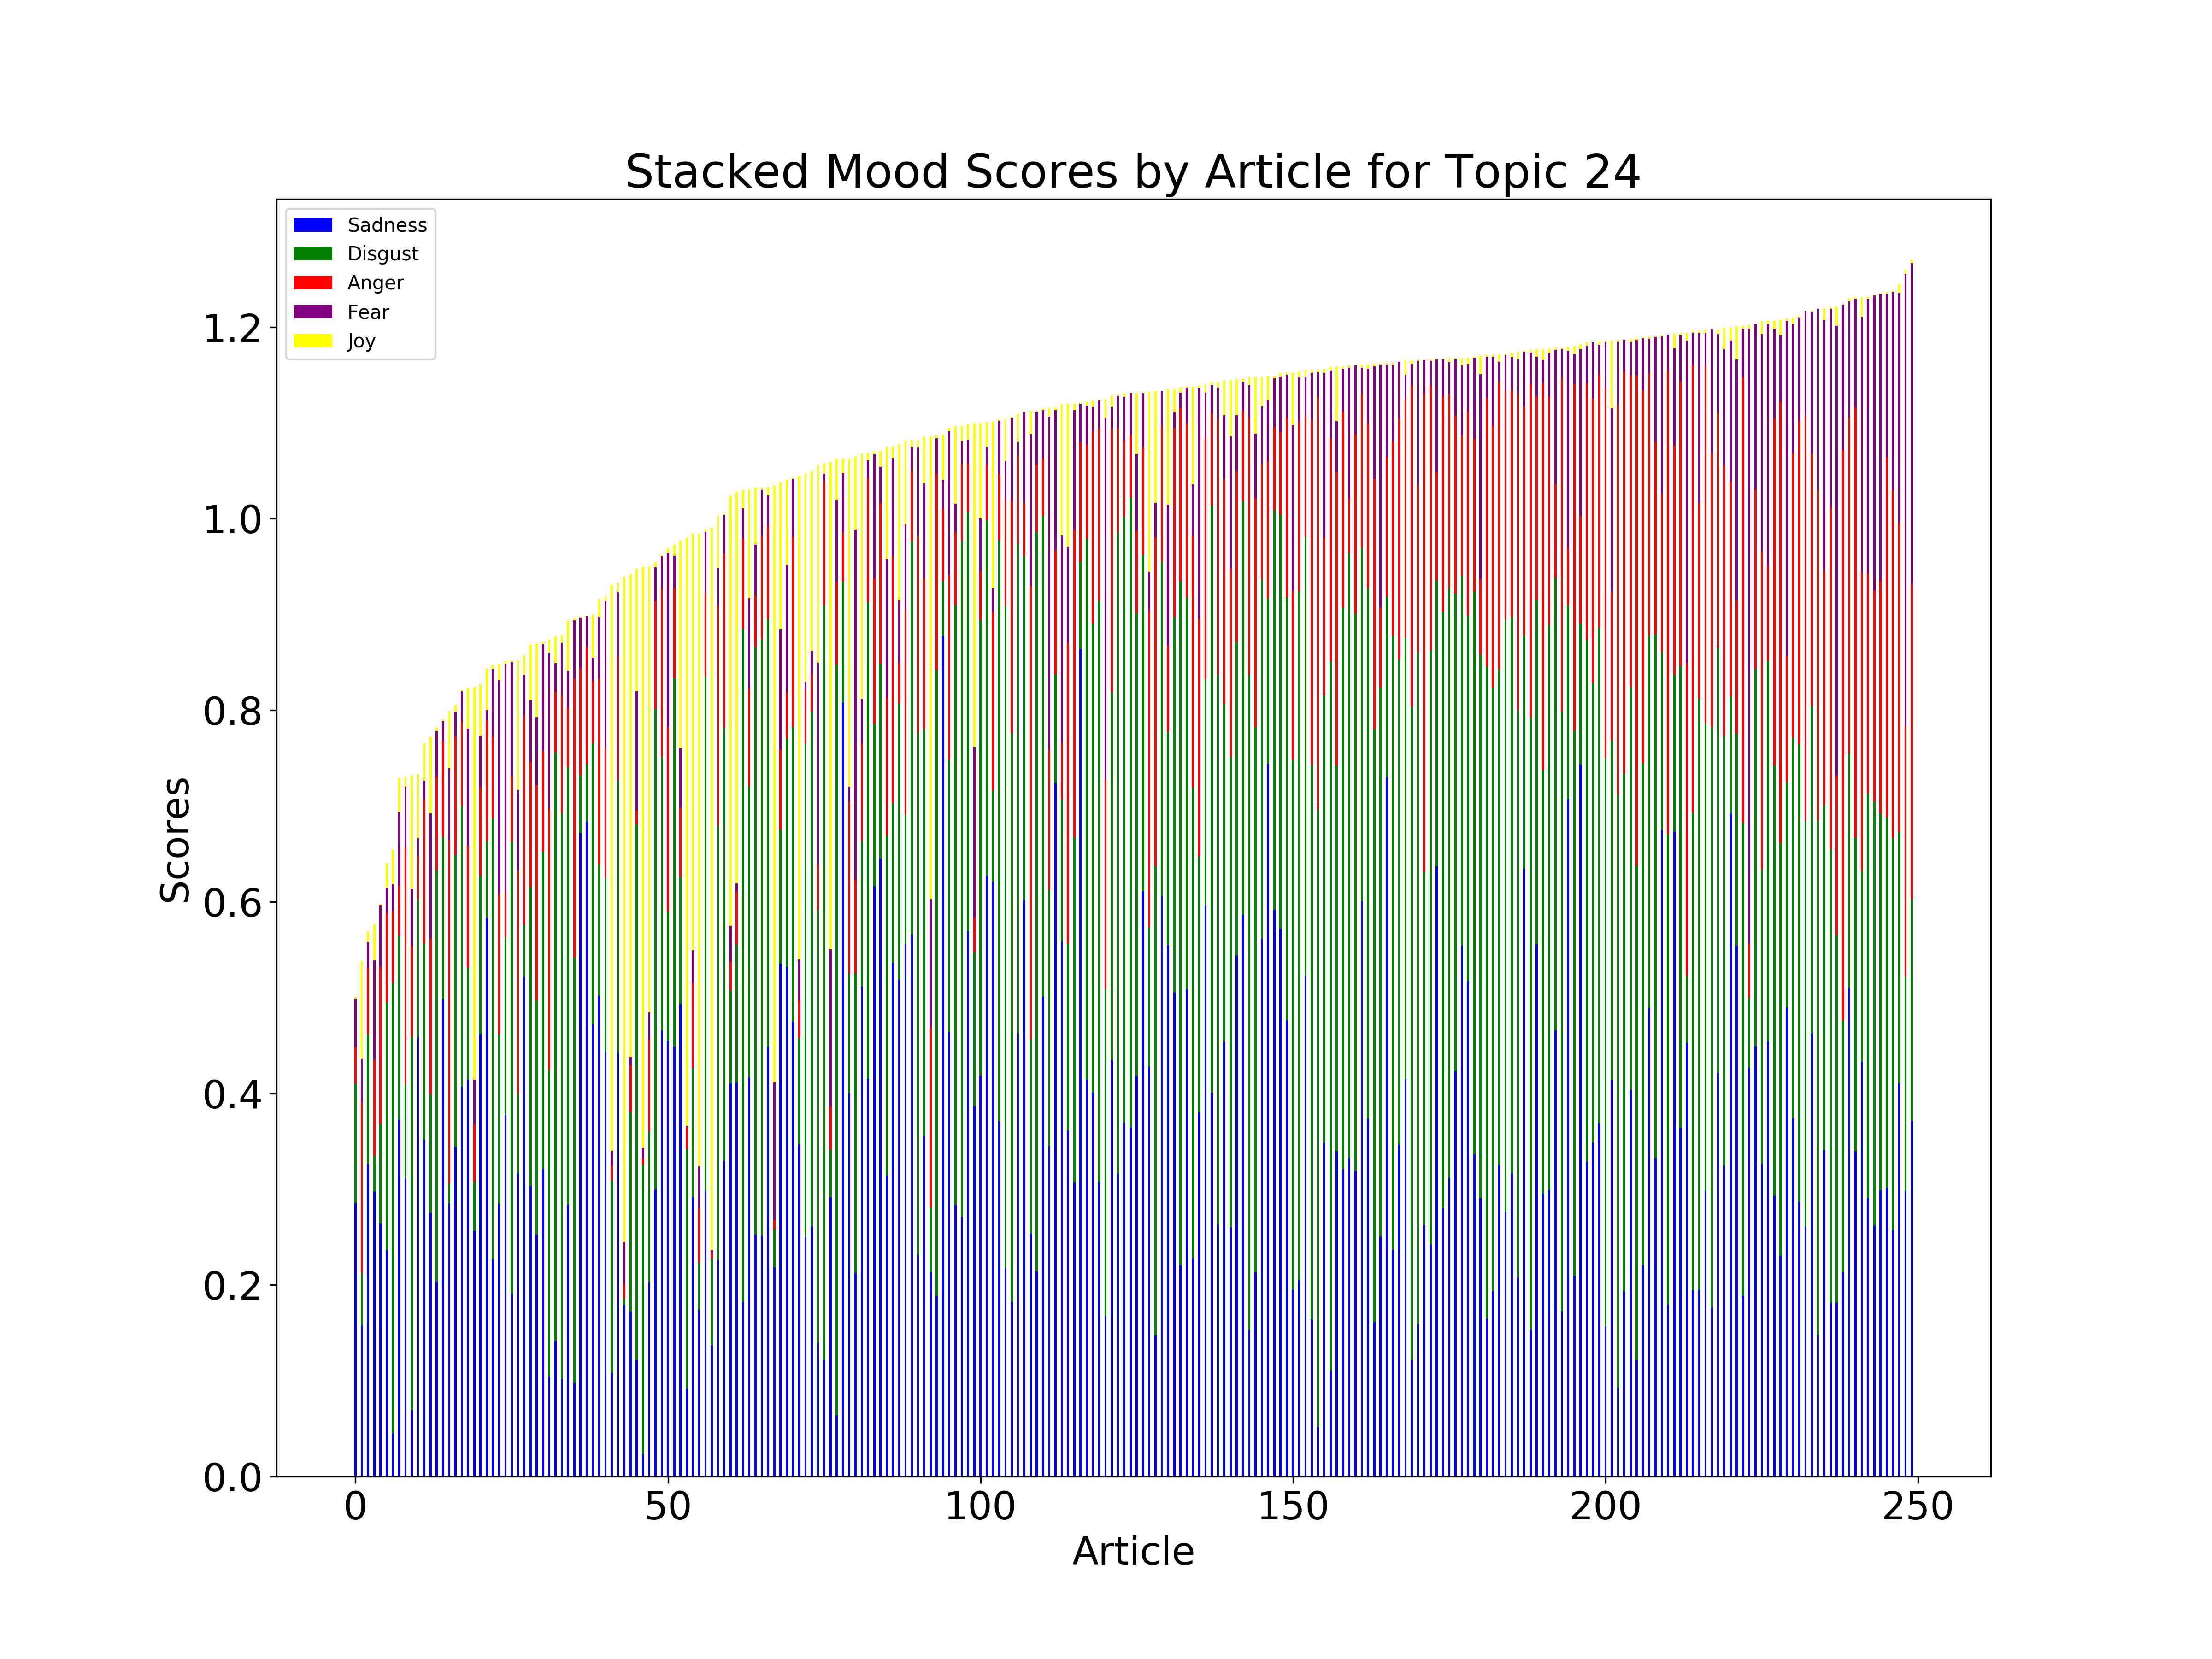 Stacked Mood Scores by Article for Topic 24
Sadness
Disgust
Anger
Fear
Joy
1.2
1.0
0.8
0.6
0.4
0.2
0.0
Scores
0 50 100 150 200 250
Article